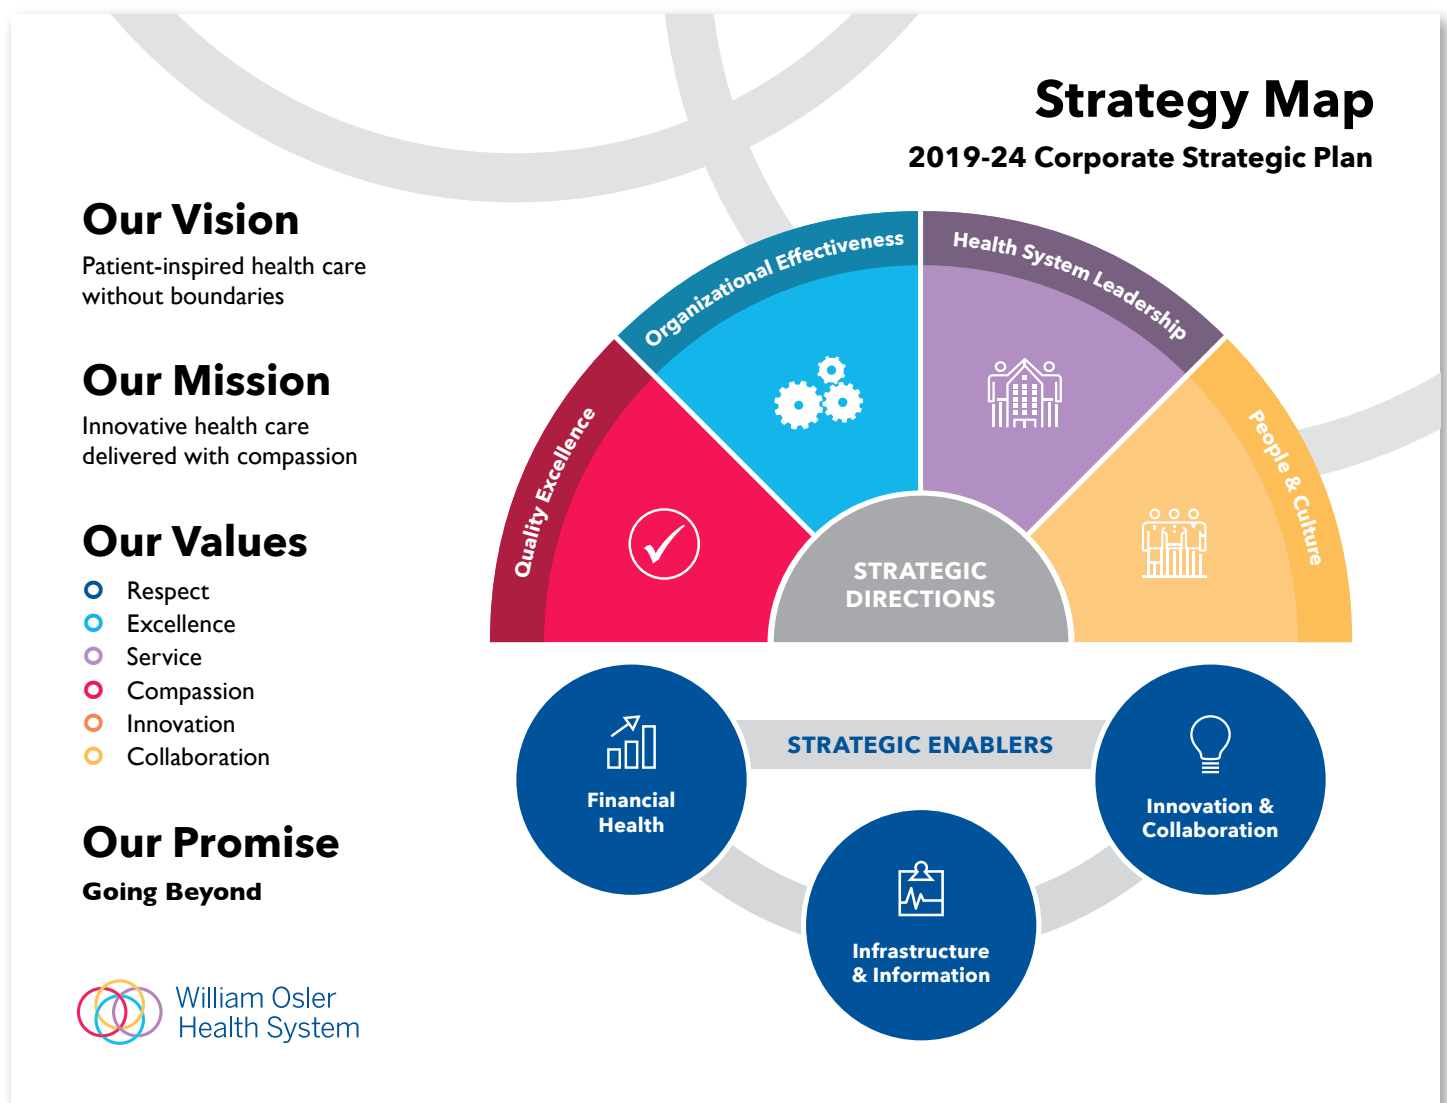 Strategy Map
2019-24 Corporate Strategic Plan
Our Vision
Patient-inspired health care
without boundaries
Our Mission
Innovative health care
delivered with compassion
Our Values
Respect
Excellence
Service
Compassion
Innovation
Collaboration
Our Promise
Going Beyond
William Osler
Health System
Quality Excellence
Organizational Effectiveness
Health System Leadership
People & Culture
STRATEGIC
DIRECTIONS
STRATEGIC ENABLERS
Financial
Health
Infrastructure
& Information
Innovation &
Collaboration